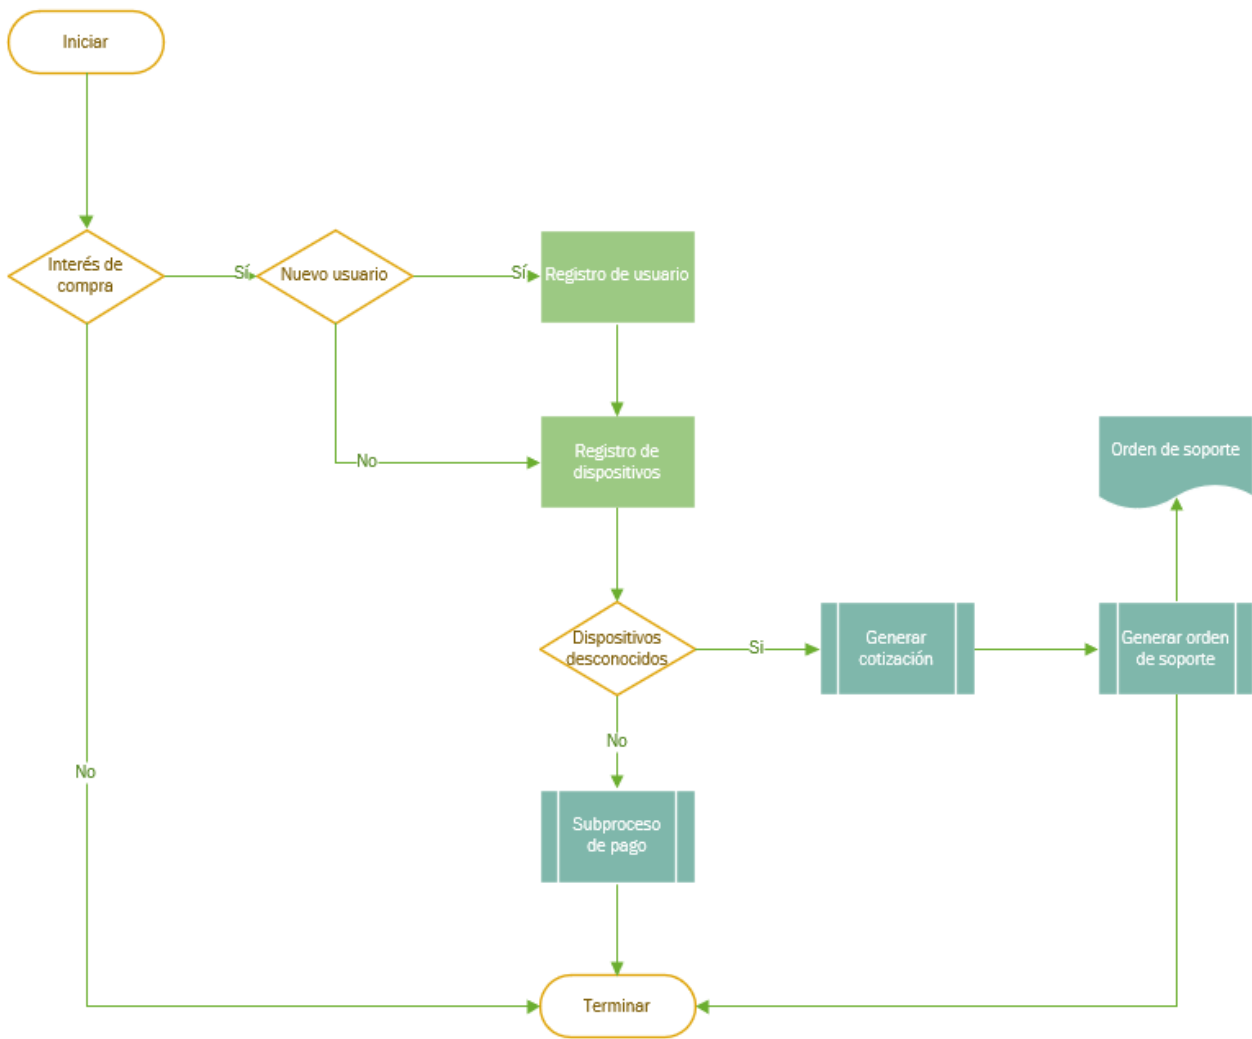 Iniciar
Interés de
compra
Sí
Nuevo usuario
Sí
Registro de usuario
No
Registro de
dispositivos
Orden de soporte
Dispositivos
desconocidos
Si
Generar
cotización
Generar orden
de soporte
No
No
Subproceso
de pago
Terminar